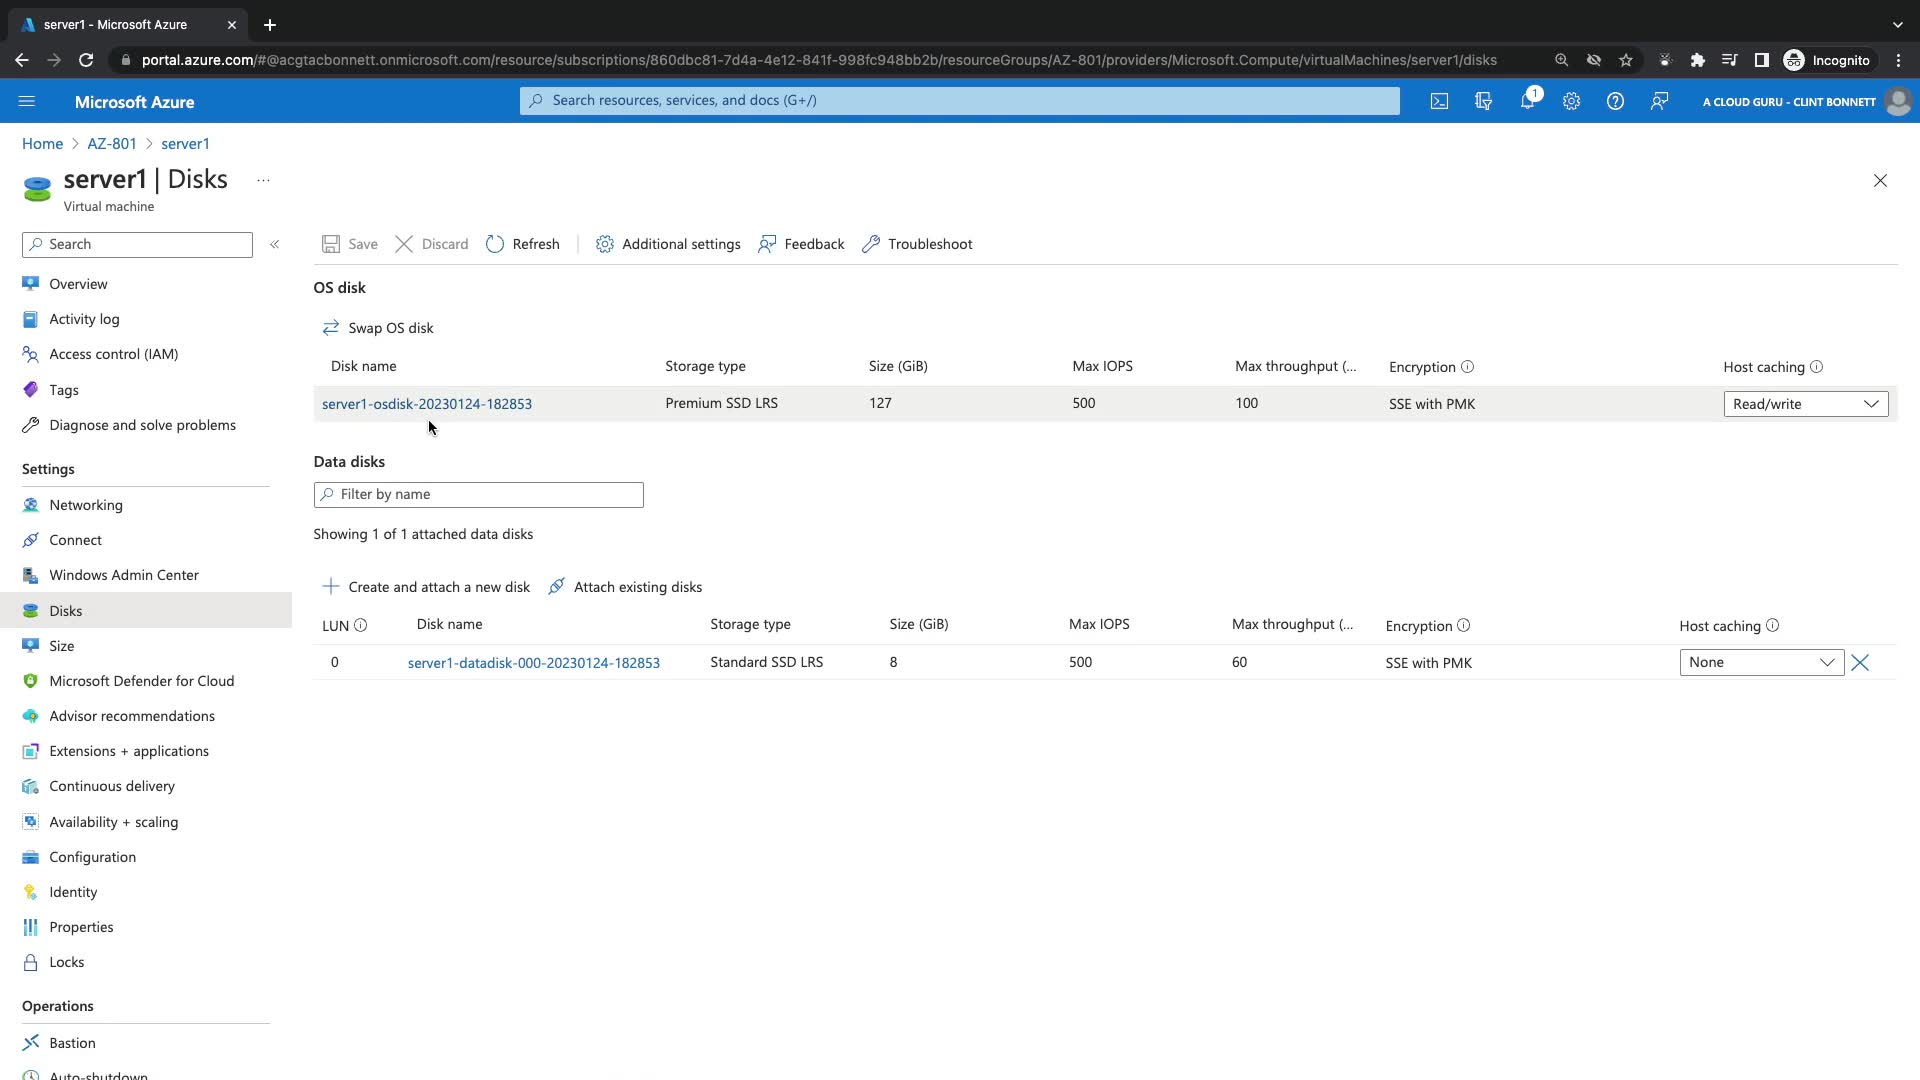 server1 - Microsoft Azure
portal.azure.com/#@acgtacbonnett.onmicrosoft.com/resource/subscriptions/860dbc81-7d4a-4e12-841f-998fc948bb2b/resourceGroups/AZ-801/providers/Microsoft.Compute/virtualMachines/server1/disks
Incognito
Microsoft Azure
Search resources, services, and docs (G+/)
1
A CLOUD GURU - CLINT BONNETT
Home > AZ-801 > server1
server1 | Disks ...
Virtual machine
Search
Overview
Activity log
Access control (IAM)
Tags
Diagnose and solve problems
Settings
Networking
Connect
Windows Admin Center
Disks
Size
Microsoft Defender for Cloud
Advisor recommendations
Extensions + applications
Continuous delivery
Availability + scaling
Configuration
Identity
Properties
Locks
Operations
Bastion
Auto-shutdown
Save Discard Refresh Additional settings Feedback Troubleshoot
OS disk
Swap OS disk
Disk name Storage type Size (GiB) Max IOPS Max throughput (... Encryption Host caching
server1-osdisk-20230124-182853 Premium SSD LRS 127 500 100 SSE with PMK Read/write
Data disks
Filter by name
Showing 1 of 1 attached data disks
Create and attach a new disk Attach existing disks
LUN Disk name Storage type Size (GiB) Max IOPS Max throughput (... Encryption Host caching
0 server1-datadisk-000-20230124-182853 Standard SSD LRS 8 500 60 SSE with PMK None